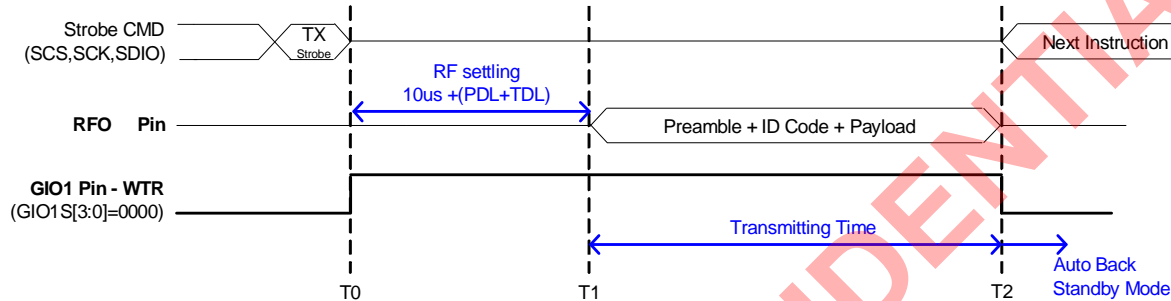 Strobe CMD
(SCS,SCK,SDIO)
TX
Strobe
Next Instruction
RF settling
10us +(PDL+TDL)
RFO Pin
Preamble + ID Code + Payload
GIO1 Pin - WTR
(GIO1S[3:0]=0000)
Transmitting Time
Auto Back
Standby Mode
T0 T1 T2